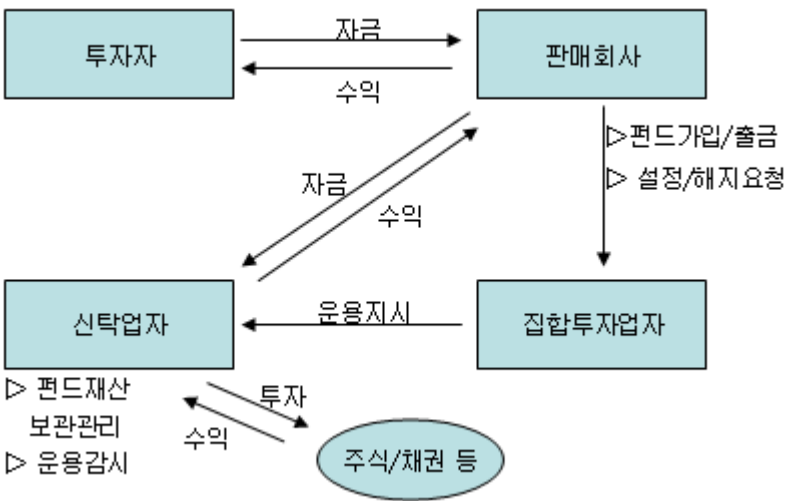 투자자
자금
수익
판매회사
▷펀드가입/출금
▷ 설정/해지요청
자금
수익
신탁업자
운용지시
집합투자업자
▷ 펀드재산
보관관리
▷ 운용감시
투자
수익
주식/채권 등